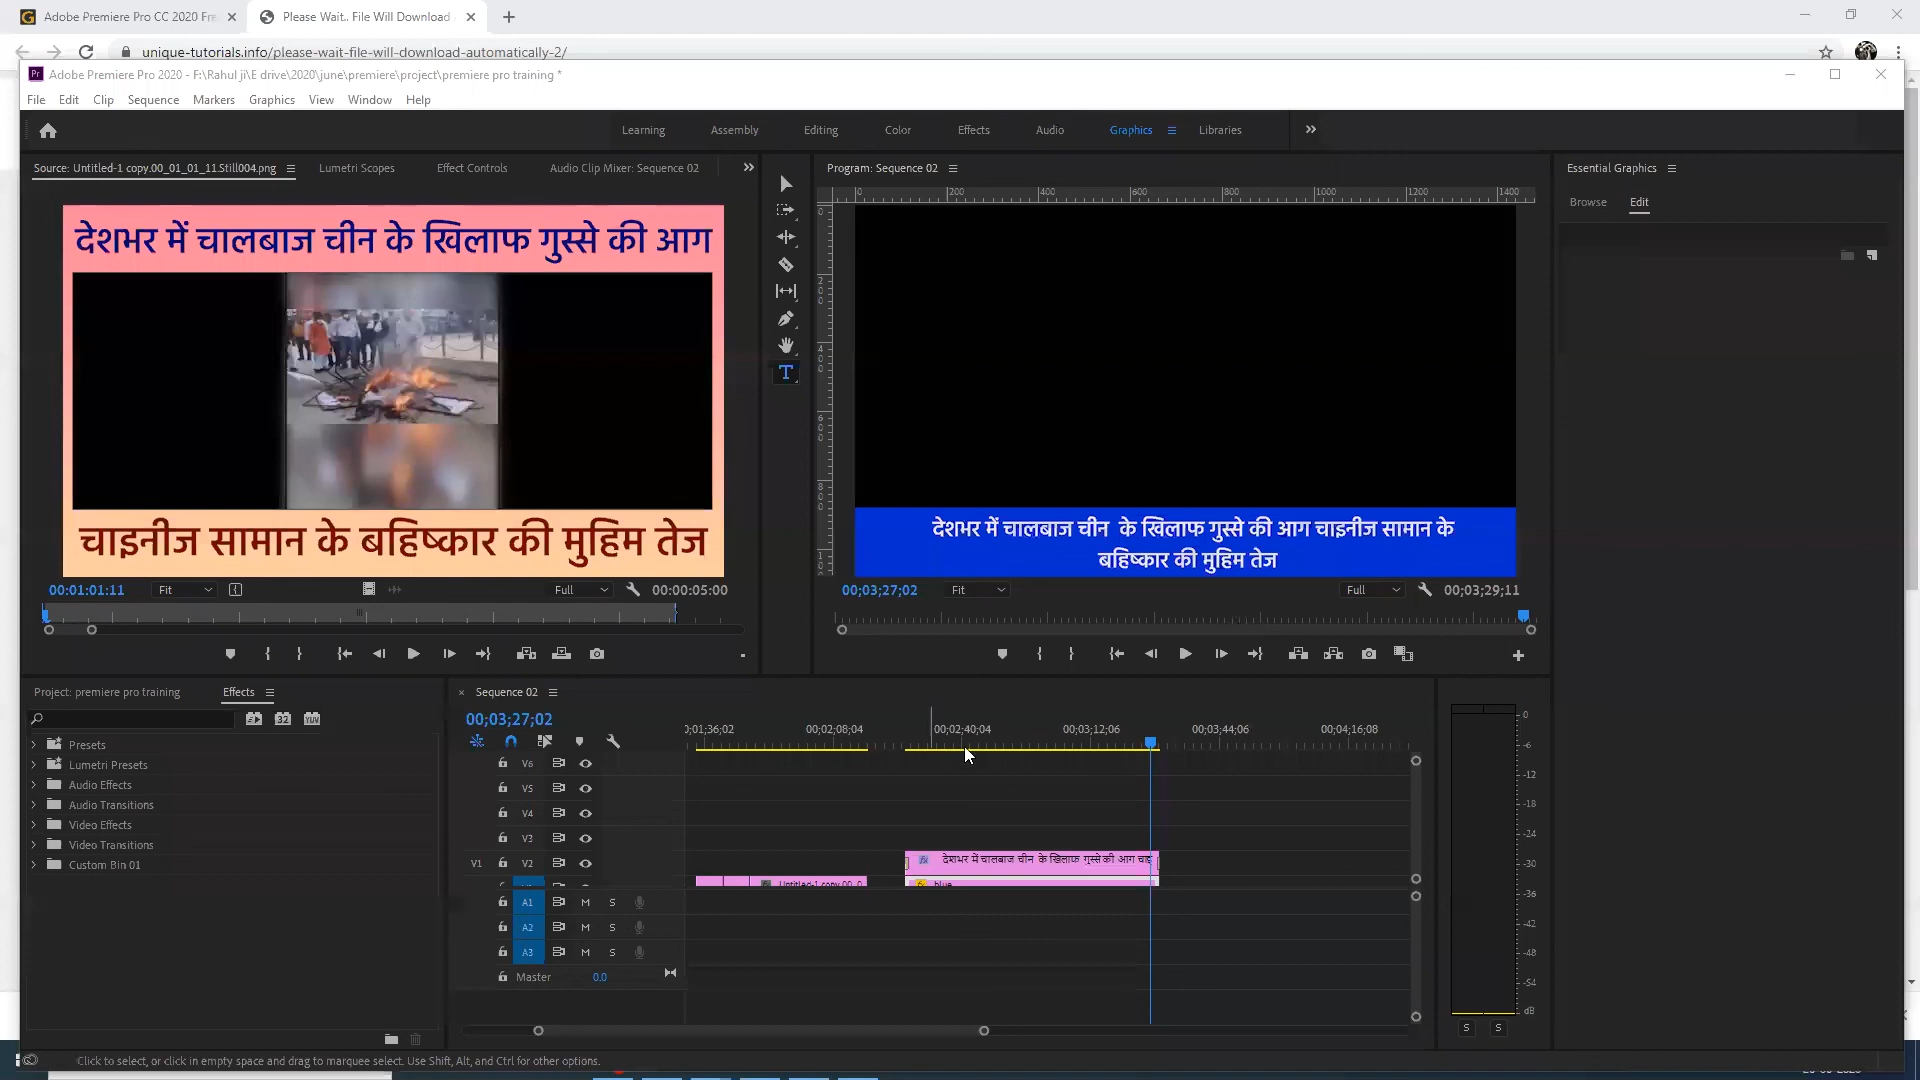 Adobe Premiere Pro CC 2020 Fre
Please Wait.. File Will Download
unique-tutorials.info/please-wait-file-will-download-automatically-2/
Adobe Premiere Pro 2020 - F:\Rahul ji\E drive\2020\june\premiere\project\premiere pro training *
File Edit Clip Sequence Markers Graphics View Window Help
Learning Assembly Editing Color Effects Audio Graphics Libraries
Source: Untitled-1 copy.00_01_01_11.Still004.png Lumetri Scopes Effect Controls Audio Clip Mixer: Sequence 02
Program: Sequence 02
Essential Graphics
Browse Edit
0 200 400 600 800 1000 1200 1400
देशभर में चालबाज चीन के खिलाफ गुस्से की आग
चाइनीज सामान के बहिष्कार की मुहिम तेज
देशभर में चालबाज चीन के खिलाफ गुस्से की आग चाइनीज सामान के
बहिष्कार की मुहिम तेज
00:01:01:11 Fit Full 00:00:05:00
00;03;27;02 Fit Full 00;03;29;11
Project: premiere pro training Effects
Presets
Lumetri Presets
Audio Effects
Audio Transitions
Video Effects
Video Transitions
Custom Bin 01
Sequence 02
00;03;27;02
;01;36;02 00;02;08;04 00;02;40;04 00;03;12;06 00;03;44;06 00;04;16;08
V6
V5
V4
V3
V1 V2 देशभर में चालबाज चीन के खिलाफ गुस्से की आग चाइ
Untitled-1 copy.00_0 blue
A1 M S
A2 M S
A3 M S
Master 0.0
0
-6
-12
-18
-24
-30
-36
-42
-48
-54
dB
S S
Click to select, or click in empty space and drag to marquee select. Use Shift, Alt, and Ctrl for other options.